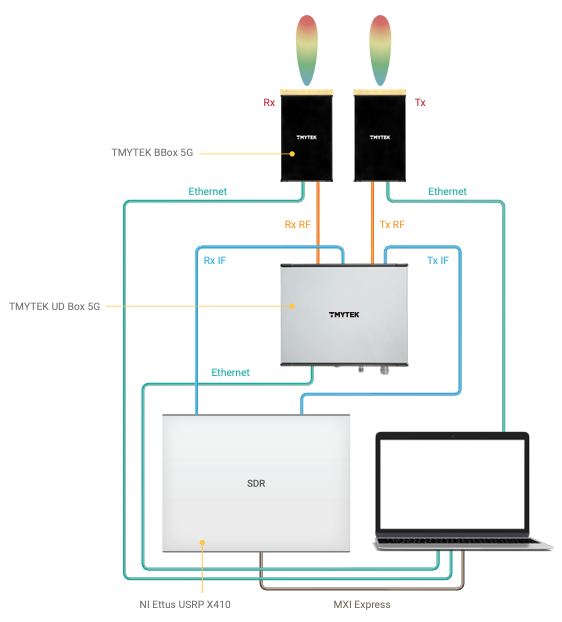 Rx
Tx
TMYTEK
TMYTEK
TMYTEK BBox 5G
Ethernet
Ethernet
Rx RF
Tx RF
Rx IF
Tx IF
TMYTEK UD Box 5G
TMYTEK
Ethernet
SDR
NI Ettus USRP X410
MXI Express